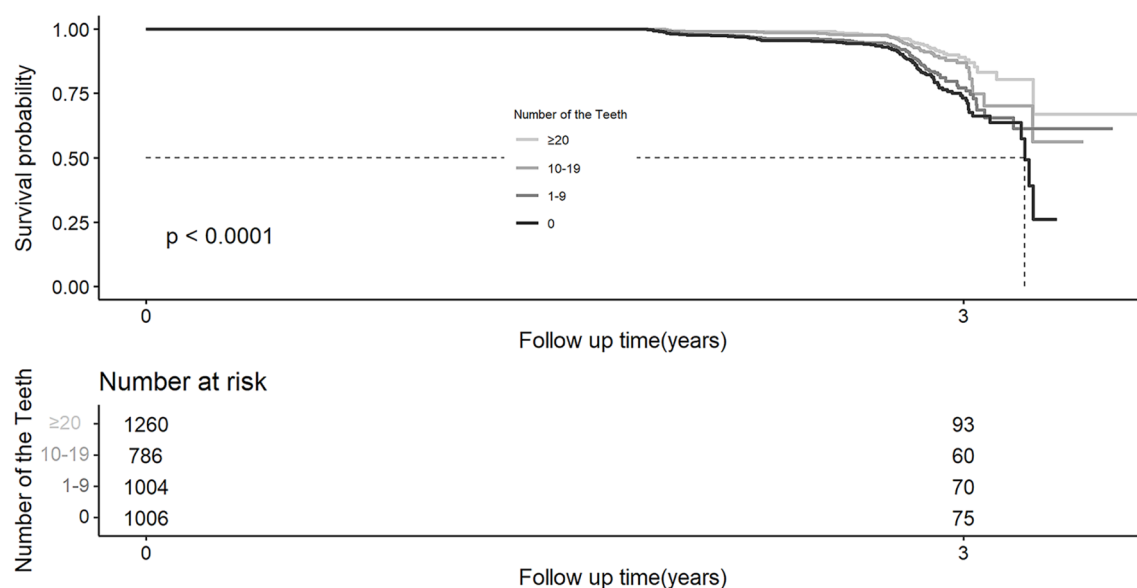 1.00
0.75
0.50
0.25
0.00
Survival probability
Number of the Teeth
≥20
10-19
1-9
0
p < 0.0001
0 3
Follow up time(years)
Number at risk
Number of the Teeth
≥20 1260 93
10-19 786 60
1-9 1004 70
0 1006 75
0 3
Follow up time(years)